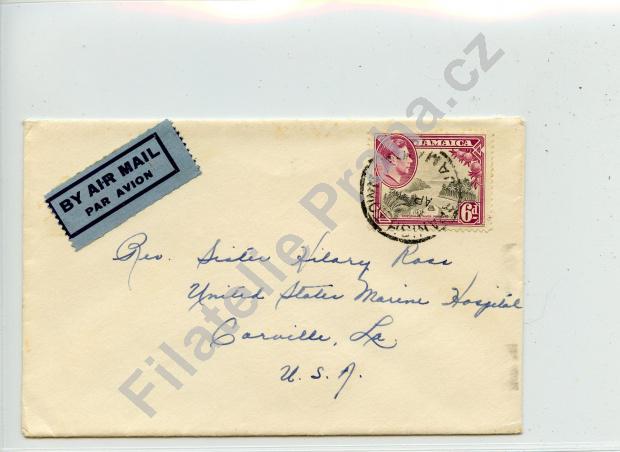 BY AIR MAIL
PAR AVION
JAMAICA
6d
Rev. Sister Hilary Ross
United States Marine Hospital
Carville, La.
U. S. A.
Filatelie Praha.cz